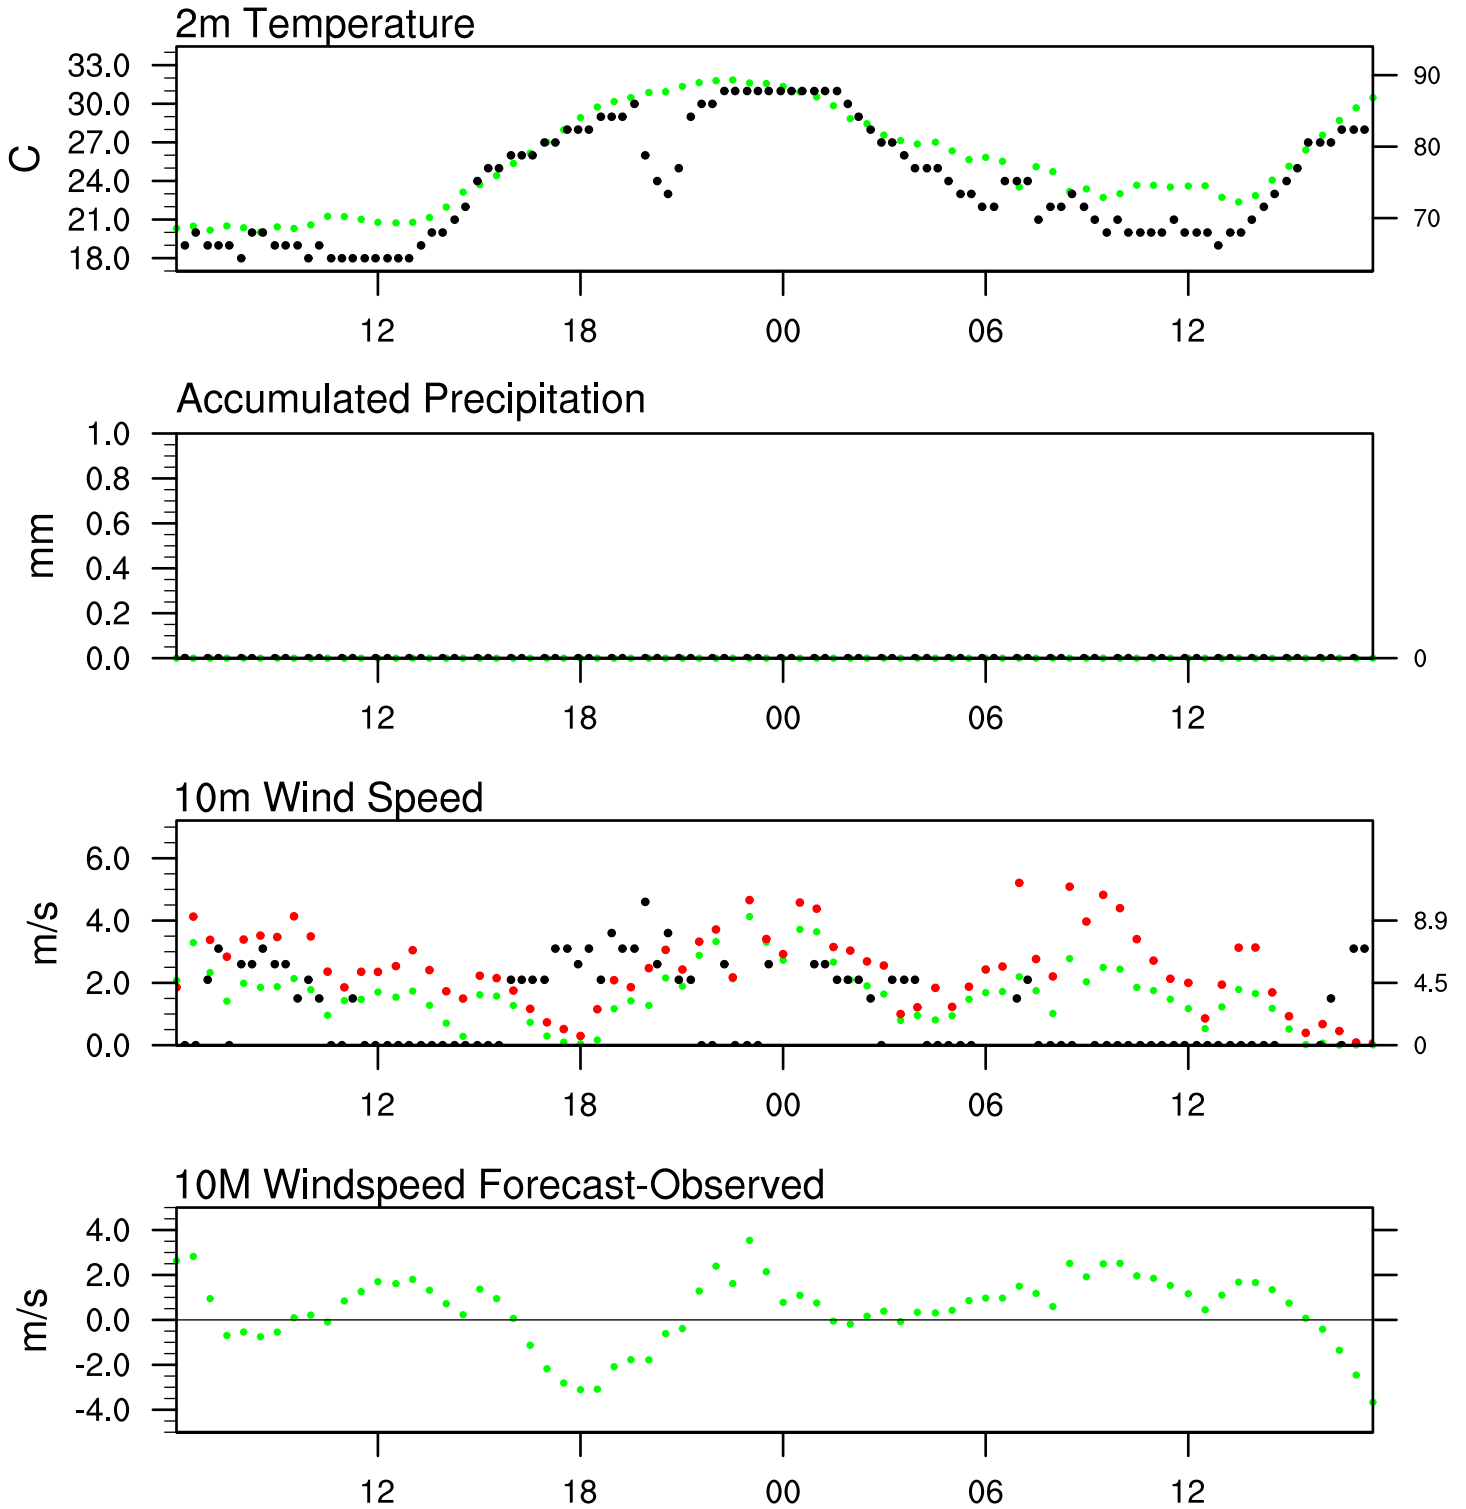 2m Temperature
33.0
30.0
27.0
24.0
21.0
18.0
C
90
80
70
12 18 00 06 12
Accumulated Precipitation
1.0
0.8
0.6
0.4
0.2
0.0
mm
0
12 18 00 06 12
10m Wind Speed
6.0
4.0
2.0
0.0
m/s
8.9
4.5
0
12 18 00 06 12
10M Windspeed Forecast-Observed
4.0
2.0
0.0
-2.0
-4.0
m/s
12 18 00 06 12